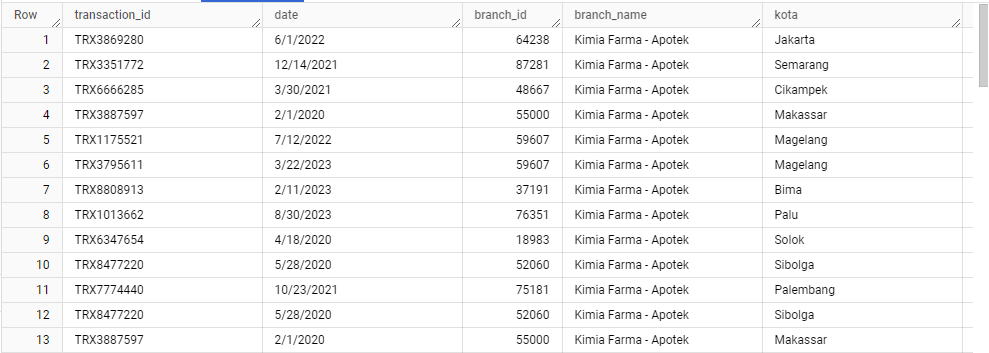 Row transaction_id date branch_id branch_name kota
1 TRX3869280 6/1/2022 64238 Kimia Farma - Apotek Jakarta
2 TRX3351772 12/14/2021 87281 Kimia Farma - Apotek Semarang
3 TRX6666285 3/30/2021 48667 Kimia Farma - Apotek Cikampek
4 TRX3887597 2/1/2020 55000 Kimia Farma - Apotek Makassar
5 TRX1175521 7/12/2022 59607 Kimia Farma - Apotek Magelang
6 TRX3795611 3/22/2023 59607 Kimia Farma - Apotek Magelang
7 TRX8808913 2/11/2023 37191 Kimia Farma - Apotek Bima
8 TRX1013662 8/30/2023 76351 Kimia Farma - Apotek Palu
9 TRX6347654 4/18/2020 18983 Kimia Farma - Apotek Solok
10 TRX8477220 5/28/2020 52060 Kimia Farma - Apotek Sibolga
11 TRX7774440 10/23/2021 75181 Kimia Farma - Apotek Palembang
12 TRX8477220 5/28/2020 52060 Kimia Farma - Apotek Sibolga
13 TRX3887597 2/1/2020 55000 Kimia Farma - Apotek Makassar